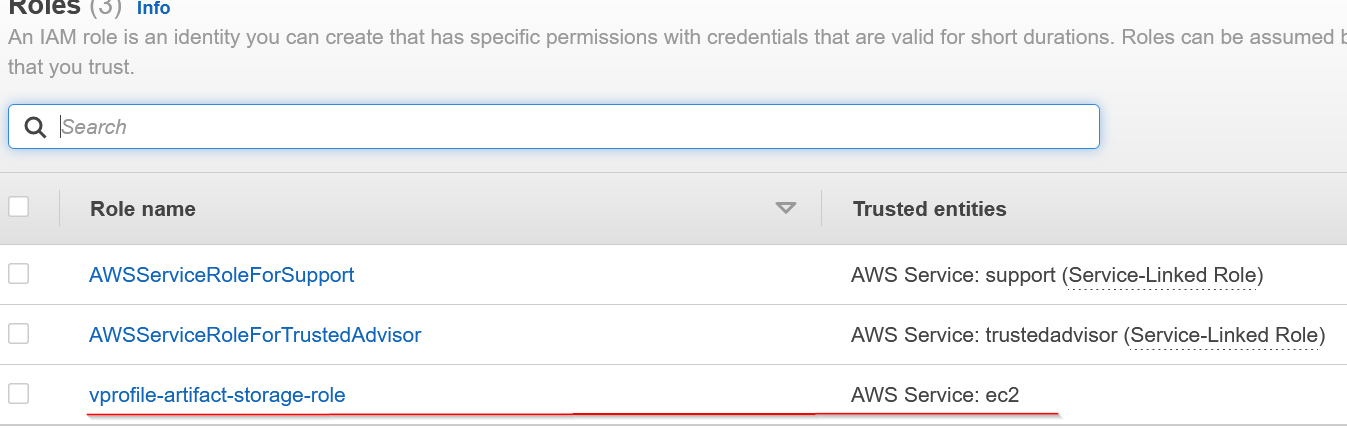 Roles (3) Info
An IAM role is an identity you can create that has specific permissions with credentials that are valid for short durations. Roles can be assumed
that you trust.
Search
Role name Trusted entities
AWSServiceRoleForSupport AWS Service: support (Service-Linked Role)
AWSServiceRoleForTrustedAdvisor AWS Service: trustedadvisor (Service-Linked Role)
vprofile-artifact-storage-role AWS Service: ec2